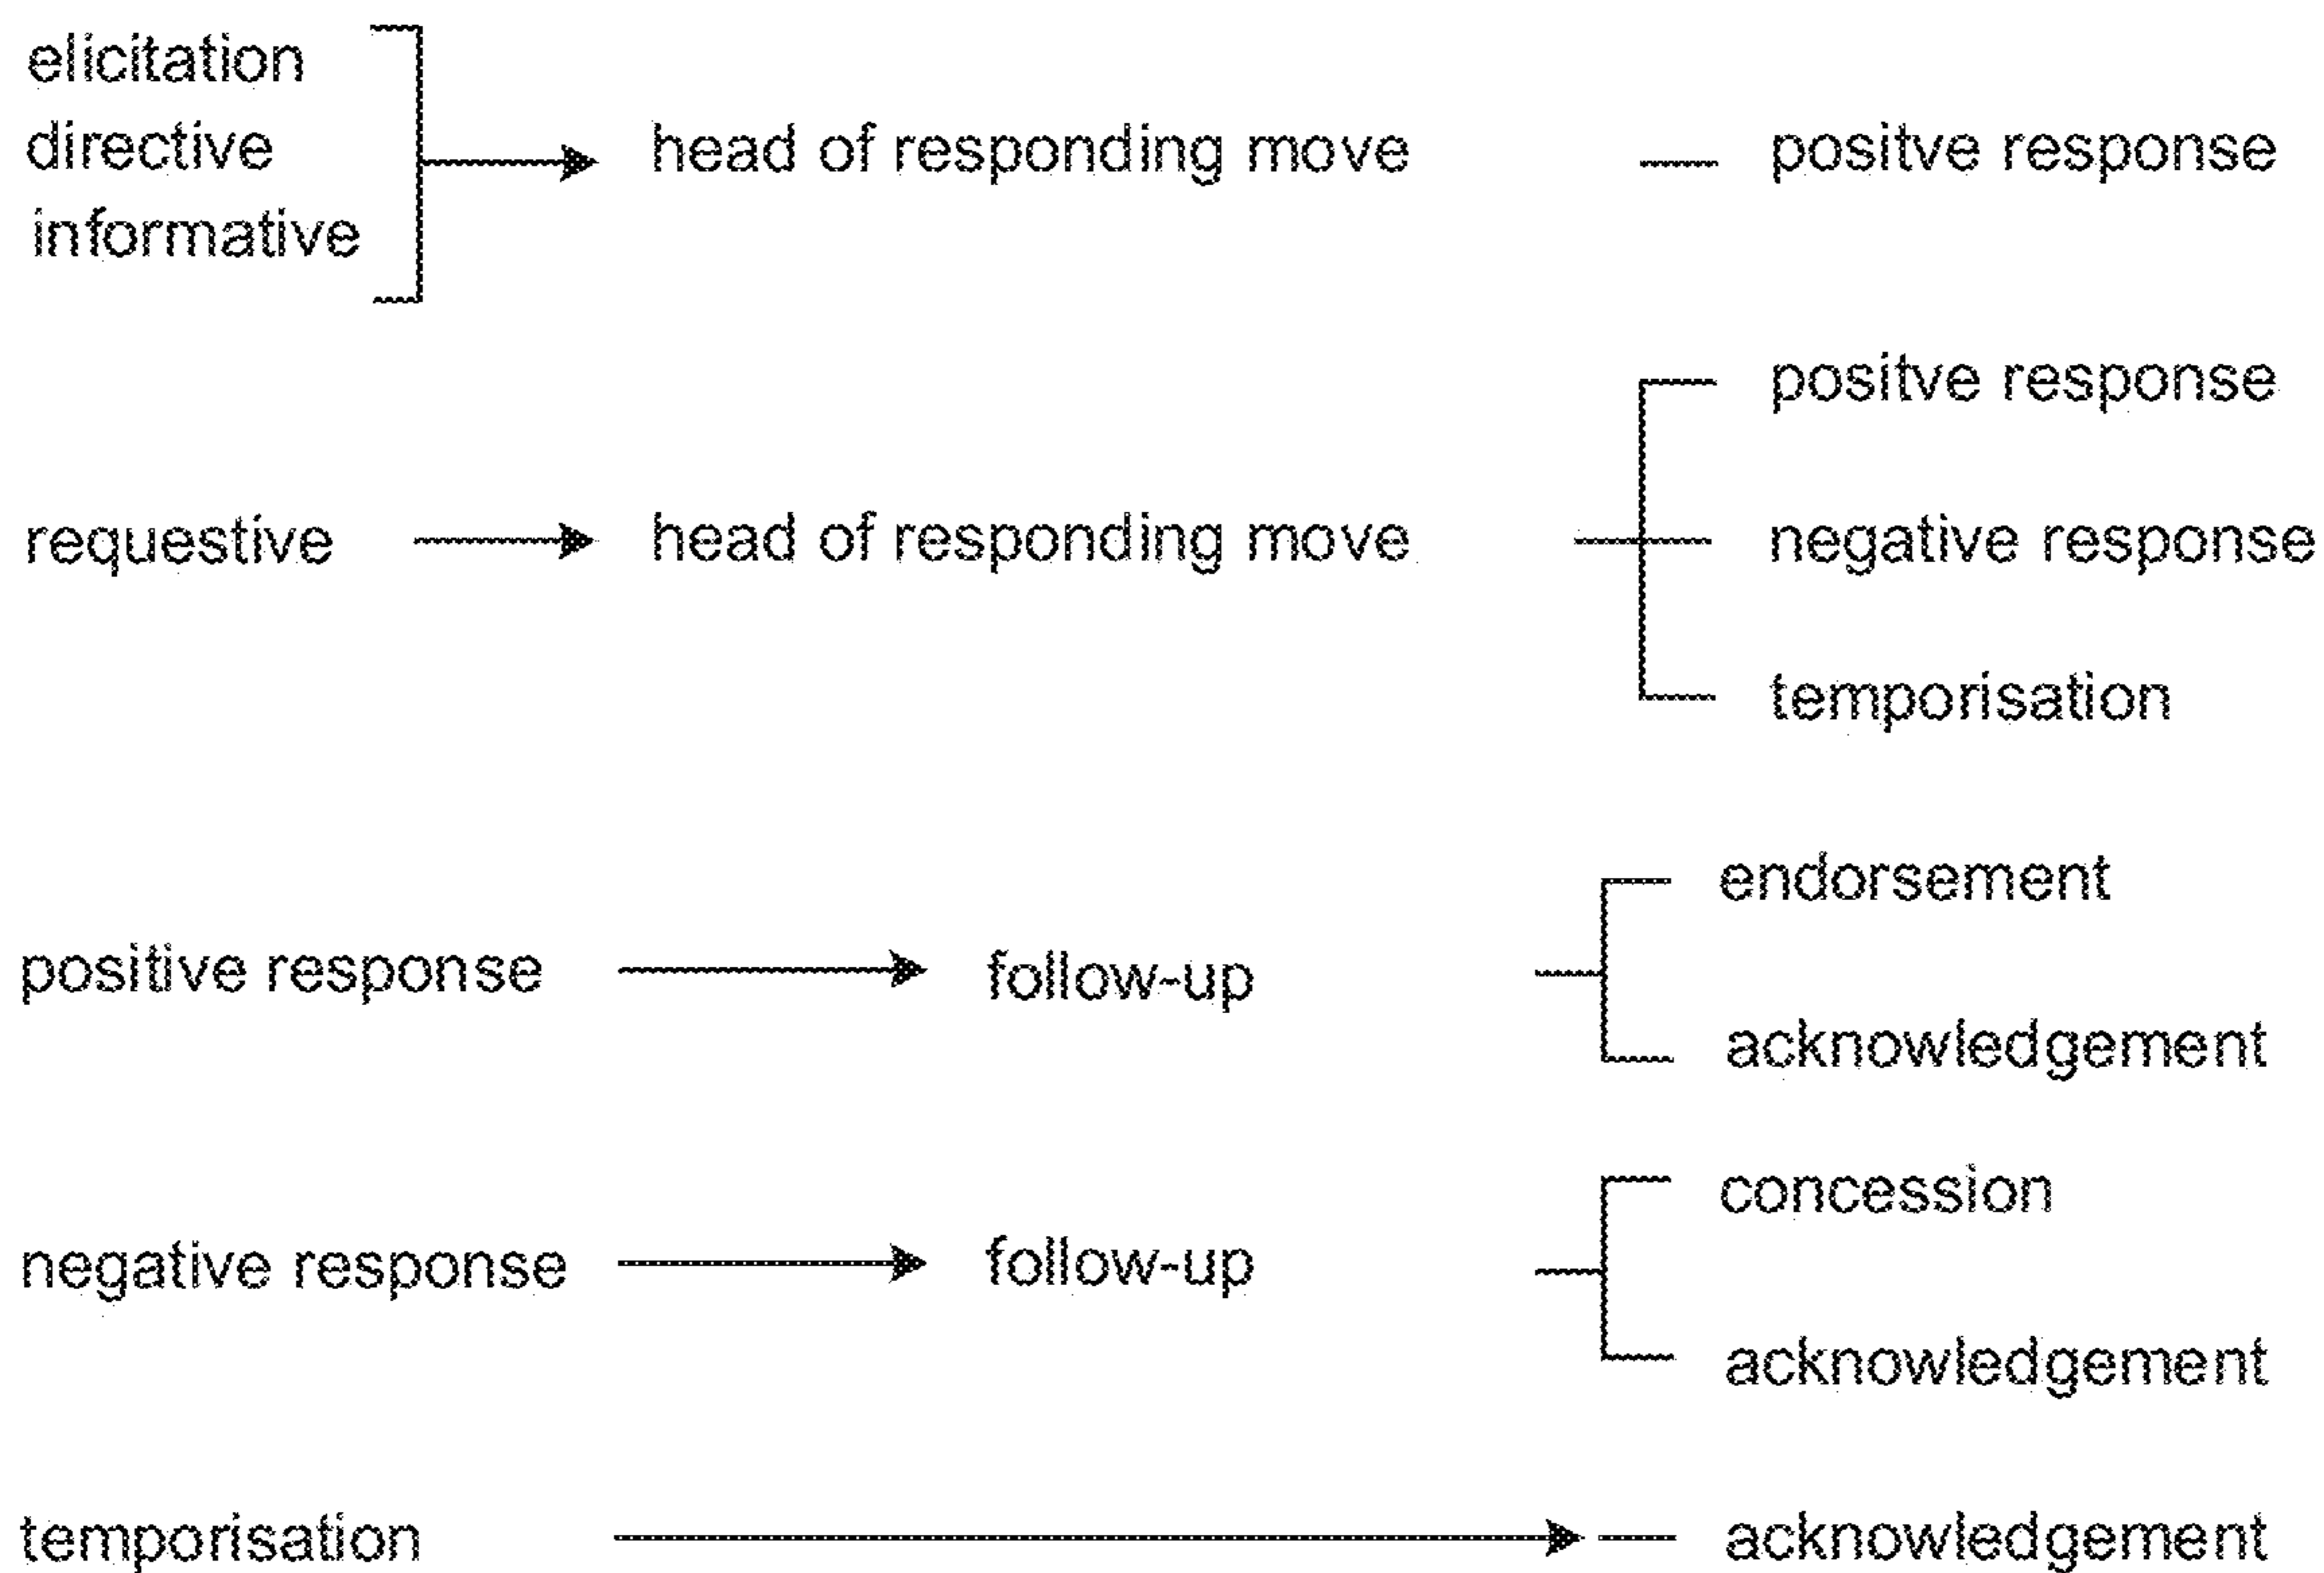 elicitation
directive
informative
head of responding move
positve response
requestive
head of responding move
positve response
negative response
temporisation
positive response
follow-up
endorsement
acknowledgement
negative response
follow-up
concession
acknowledgement
temporisation
acknowledgement